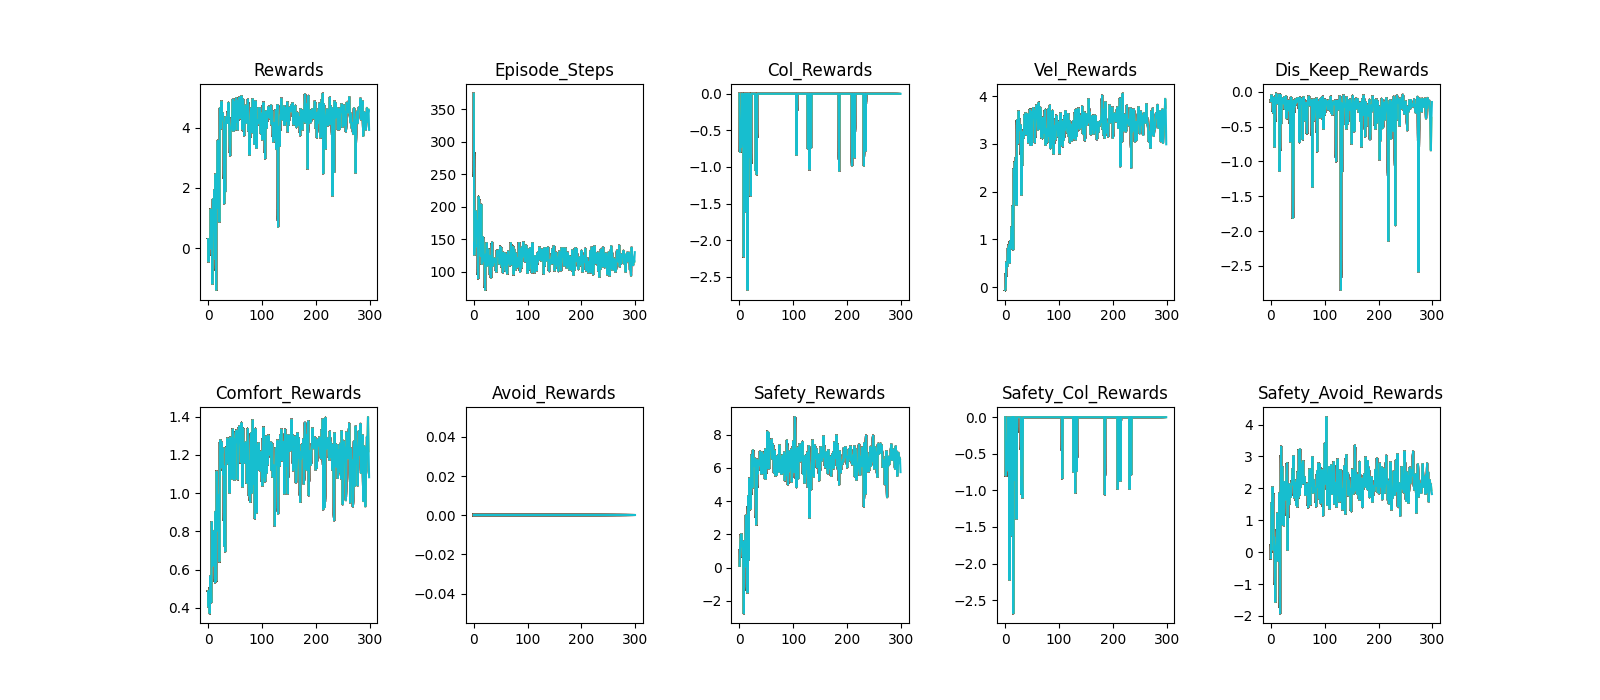 Rewards
4
2
0
0 100 200 300
Episode_Steps
350
300
250
200
150
100
0 100 200 300
Col_Rewards
0.0
−0.5
−1.0
−1.5
−2.0
−2.5
0 100 200 300
Vel_Rewards
4
3
2
1
0
0 100 200 300
Dis_Keep_Rewards
0.0
−0.5
−1.0
−1.5
−2.0
−2.5
0 100 200 300
Comfort_Rewards
1.4
1.2
1.0
0.8
0.6
0.4
0 100 200 300
Avoid_Rewards
0.04
0.02
0.00
−0.02
−0.04
0 100 200 300
Safety_Rewards
8
6
4
2
0
−2
0 100 200 300
Safety_Col_Rewards
0.0
−0.5
−1.0
−1.5
−2.0
−2.5
0 100 200 300
Safety_Avoid_Rewards
4
3
2
1
0
−1
−2
0 100 200 300